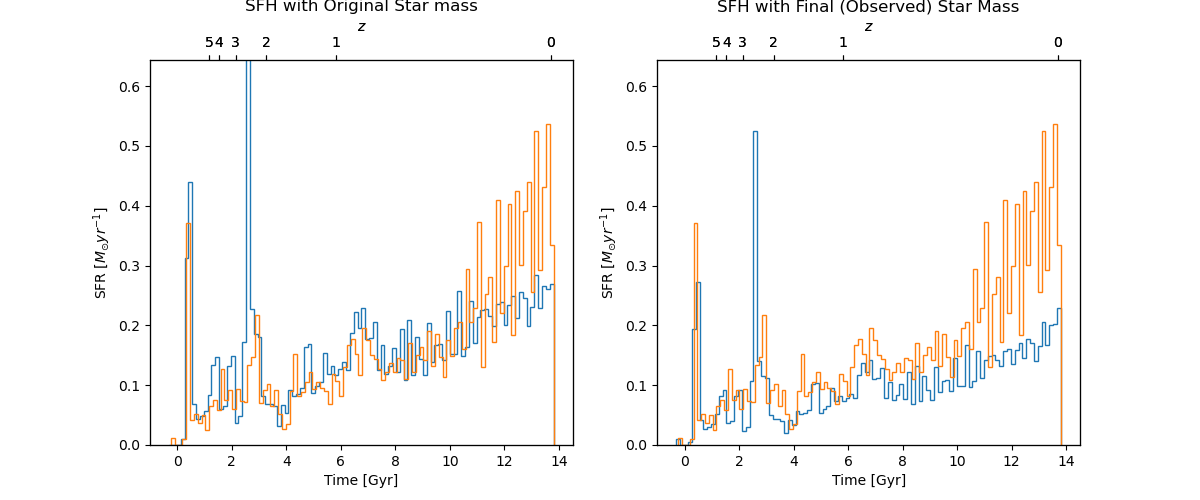 SFH with Original Star mass
z
5 4 3 2 1 0
0.6
0.5
0.4
0.3
0.2
0.1
0.0
SFR [M⊙yr⁻¹]
0 2 4 6 8 10 12 14
Time [Gyr]
SFH with Final (Observed) Star Mass
z
5 4 3 2 1 0
0.6
0.5
0.4
0.3
0.2
0.1
0.0
SFR [M⊙yr⁻¹]
0 2 4 6 8 10 12 14
Time [Gyr]